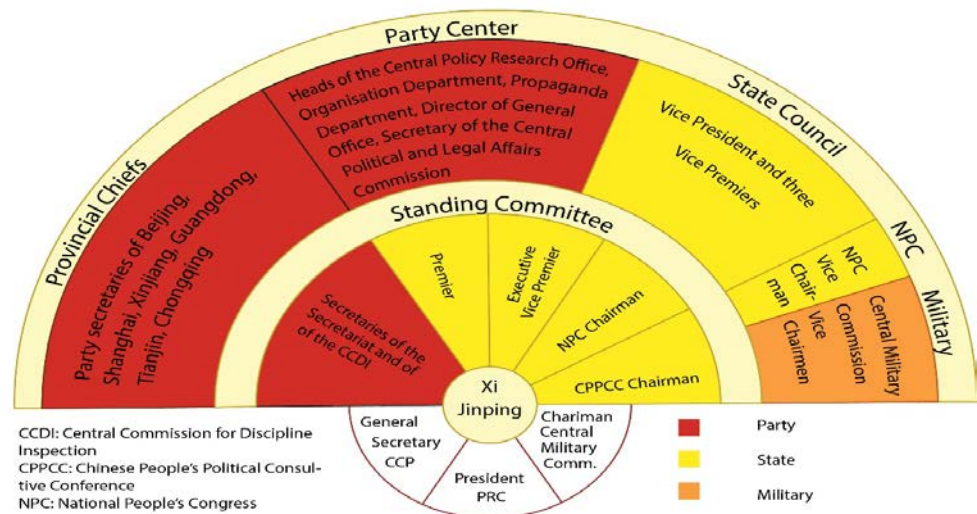 Party Center
Provincial Chiefs
State Council
NPC
Military
Party secretaries of Beijing,
Shanghai, Xinjiang, Guangdong,
Tianjin, Chongqing
Heads of the Central Policy Research Office,
Organisation Department, Propaganda
Department, Director of General
Office, Secretary of the Central
Political and Legal Affairs
Commission
Vice President and three
Vice Premiers
NPC
Vice
Chair-
man
Central Military
Commission
Vice
Chairmen
Standing Committee
Secretaries of the
Secretariat and of
of the CCDI
Premier
Executive
Vice Premier
NPC Chairman
CPPCC Chairman
Xi
Jinping
General
Secretary
CCP
President
PRC
Chariman
Central
Military
Comm.
CCDI: Central Commission for Discipline
Inspection
CPPCC: Chinese People's Political Consul-
tive Conference
NPC: National People's Congress
Party
State
Military